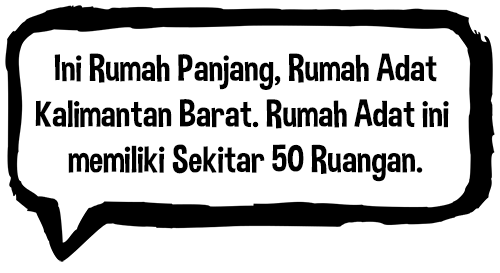 Ini Rumah Panjang, Rumah Adat
Kalimantan Barat. Rumah Adat ini
memiliki Sekitar 50 Ruangan.